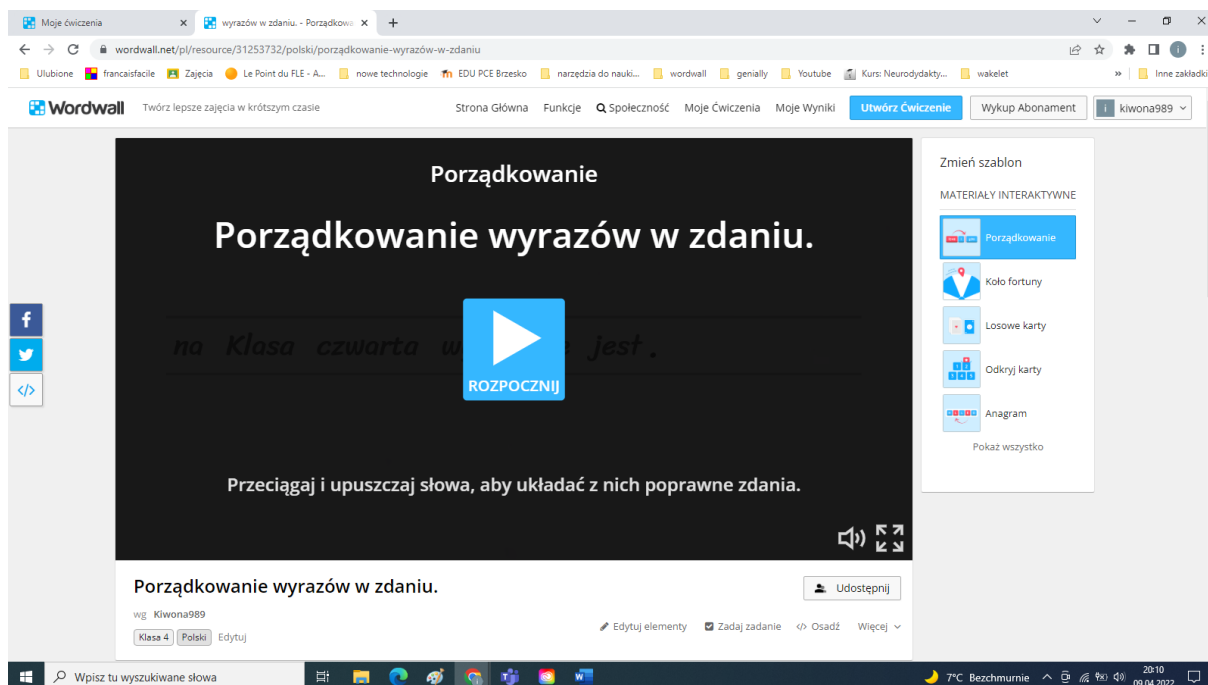 Moje ćwiczenia
wyrazów w zdaniu. - Porządkowa
wordwall.net/pl/resource/31253732/polski/porządkowanie-wyrazów-w-zdaniu
Ulubione francaisfacile Zajęcia Le Point du FLE - A... nowe technologie EDU PCE Brzesko narzędzia do nauki... wordwall genially Youtube Kurs: Neurodydakty... wakelet » Inne zakładki
Wordwall Twórz lepsze zajęcia w krótszym czasie Strona Główna Funkcje Społeczność Moje Ćwiczenia Moje Wyniki Utwórz Ćwiczenie Wykup Abonament i kiwona989
Porządkowanie
Porządkowanie wyrazów w zdaniu.
na Klasa czwarta jest.
ROZPOCZNIJ
Przeciągaj i upuszczaj słowa, aby układać z nich poprawne zdania.
Zmień szablon
MATERIAŁY INTERAKTYWNE
Porządkowanie
Koło fortuny
Losowe karty
Odkryj karty
Anagram
Pokaż wszystko
f
</>
Porządkowanie wyrazów w zdaniu.
Udostępnij
wg Kiwona989
Klasa 4 Polski Edytuj
Edytuj elementy Zadaj zadanie </> Osadź Więcej
Wpisz tu wyszukiwane słowa
7°C Bezchmurnie
20:10
09.04.2022